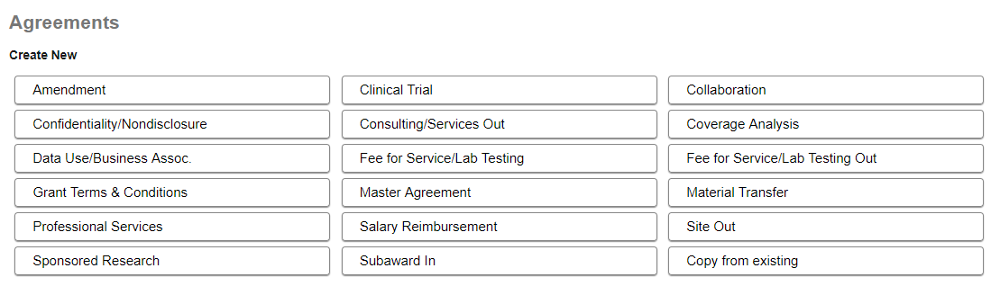 Agreements
Create New
Amendment
Clinical Trial
Collaboration
Confidentiality/Nondisclosure
Consulting/Services Out
Coverage Analysis
Data Use/Business Assoc.
Fee for Service/Lab Testing
Fee for Service/Lab Testing Out
Grant Terms & Conditions
Master Agreement
Material Transfer
Professional Services
Salary Reimbursement
Site Out
Sponsored Research
Subaward In
Copy from existing